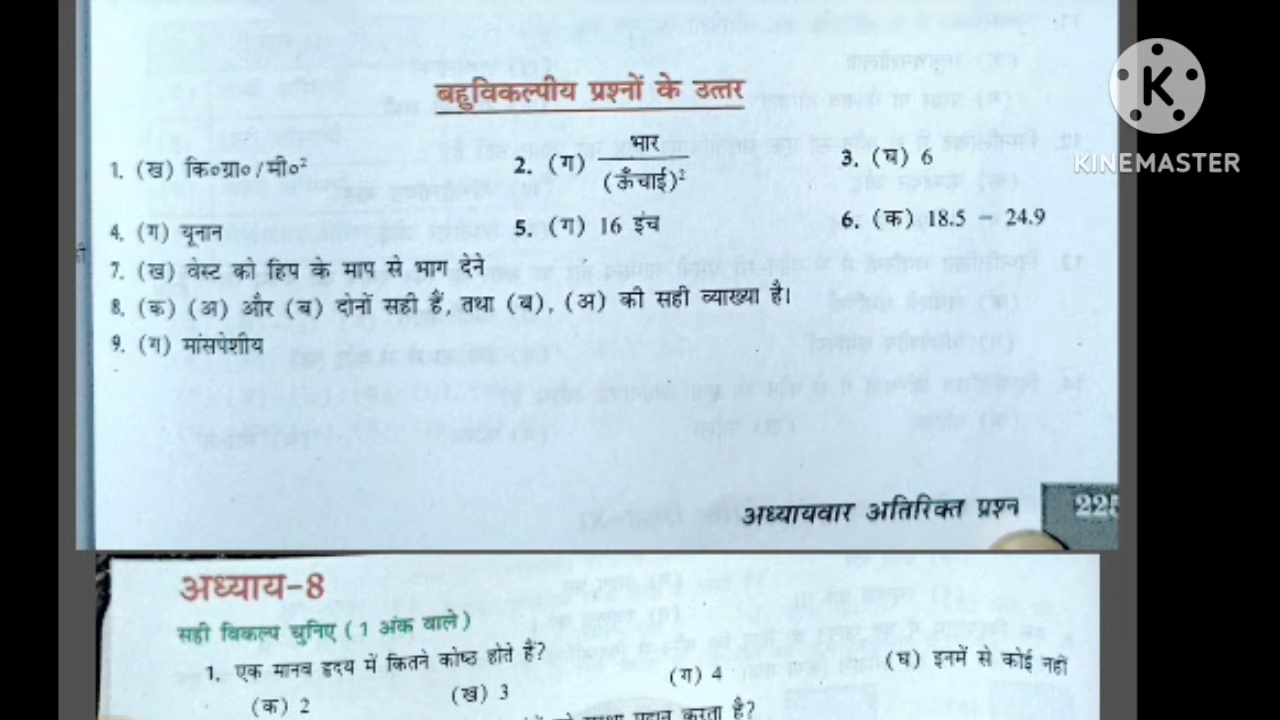 बहुविकल्पीय प्रश्नों के उत्तर
K
KINEMASTER
1. (ख) कि०ग्रा०/मी०² 2. (ग) भार / (ऊँचाई)² 3. (घ) 6
4. (ग) यूनान 5. (ग) 16 इंच 6. (क) 18.5 - 24.9
7. (ख) वेस्ट को हिप के माप से भाग देने
8. (क) (अ) और (ब) दोनों सही हैं, तथा (ब), (अ) की सही व्याख्या है।
9. (ग) मांसपेशीय
अध्यायवार अतिरिक्त प्रश्न 225
अध्याय-8
सही विकल्प चुनिए (1 अंक वाले)
1. एक मानव हृदय में कितने कोष्ठ होते हैं?
(क) 2 (ख) 3 (ग) 4 (घ) इनमें से कोई नहीं
प्रदान करता है?